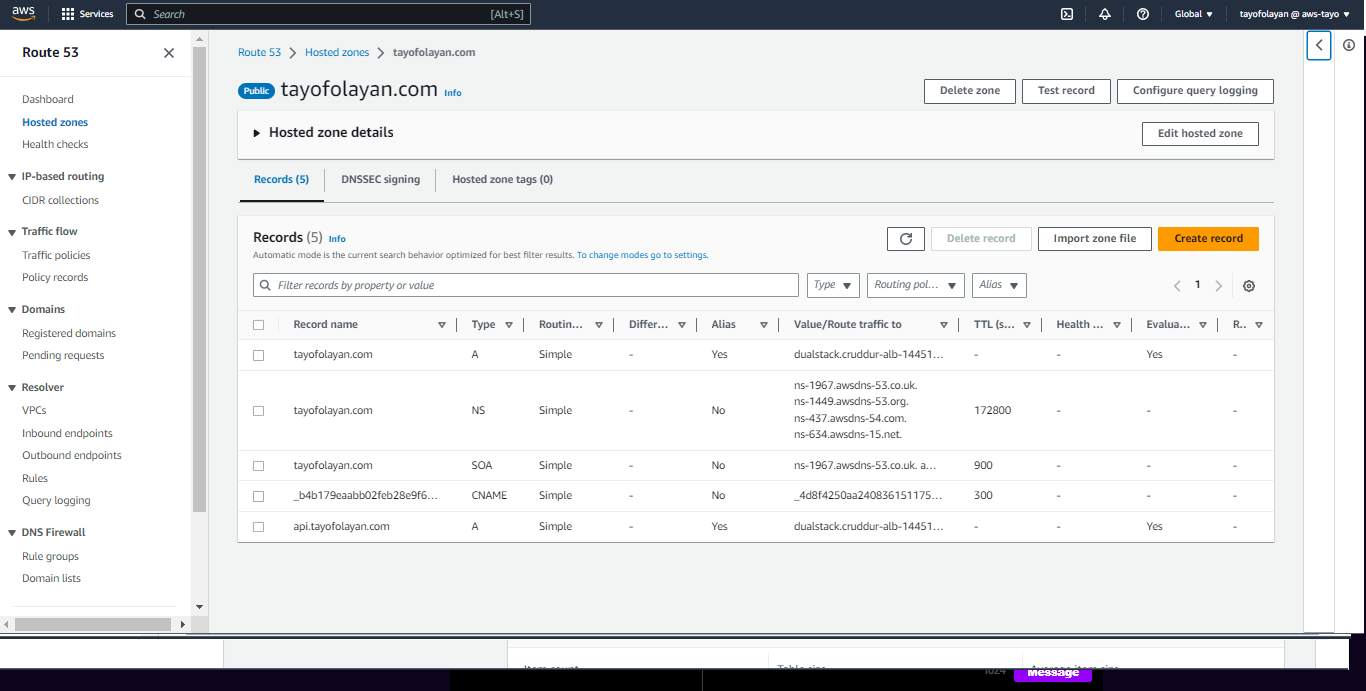 aws Services Search [Alt+S] Global tayofolayan @ aws-tayo
Route 53
Dashboard
Hosted zones
Health checks
IP-based routing
CIDR collections
Traffic flow
Traffic policies
Policy records
Domains
Registered domains
Pending requests
Resolver
VPCs
Inbound endpoints
Outbound endpoints
Rules
Query logging
DNS Firewall
Rule groups
Domain lists
Route 53 Hosted zones tayofolayan.com
Public tayofolayan.com Info
Delete zone Test record Configure query logging
Hosted zone details Edit hosted zone
Records (5) DNSSEC signing Hosted zone tags (0)
Records (5) Info Delete record Import zone file Create record
Automatic mode is the current search behavior optimized for best filter results. To change modes go to settings.
Filter records by property or value Type Routing pol... Alias 1
Record name Type Routin... Differ... Alias Value/Route traffic to TTL (s... Health ... Evalua... R..
tayofolayan.com A Simple - Yes dualstack.cruddur-alb-14451... - - Yes -
tayofolayan.com NS Simple - No ns-1967.awsdns-53.co.uk. 172800 - - -
ns-1449.awsdns-53.org.
ns-437.awsdns-54.com.
ns-634.awsdns-15.net.
tayofolayan.com SOA Simple - No ns-1967.awsdns-53.co.uk. a... 900 - - -
_b4b179eaabb02feb28e9f6... CNAME Simple - No _4d8f4250aa240836151175... 300 - - -
api.tayofolayan.com A Simple - Yes dualstack.cruddur-alb-14451... - - Yes -
Item count Table size Average item size
1024 Message